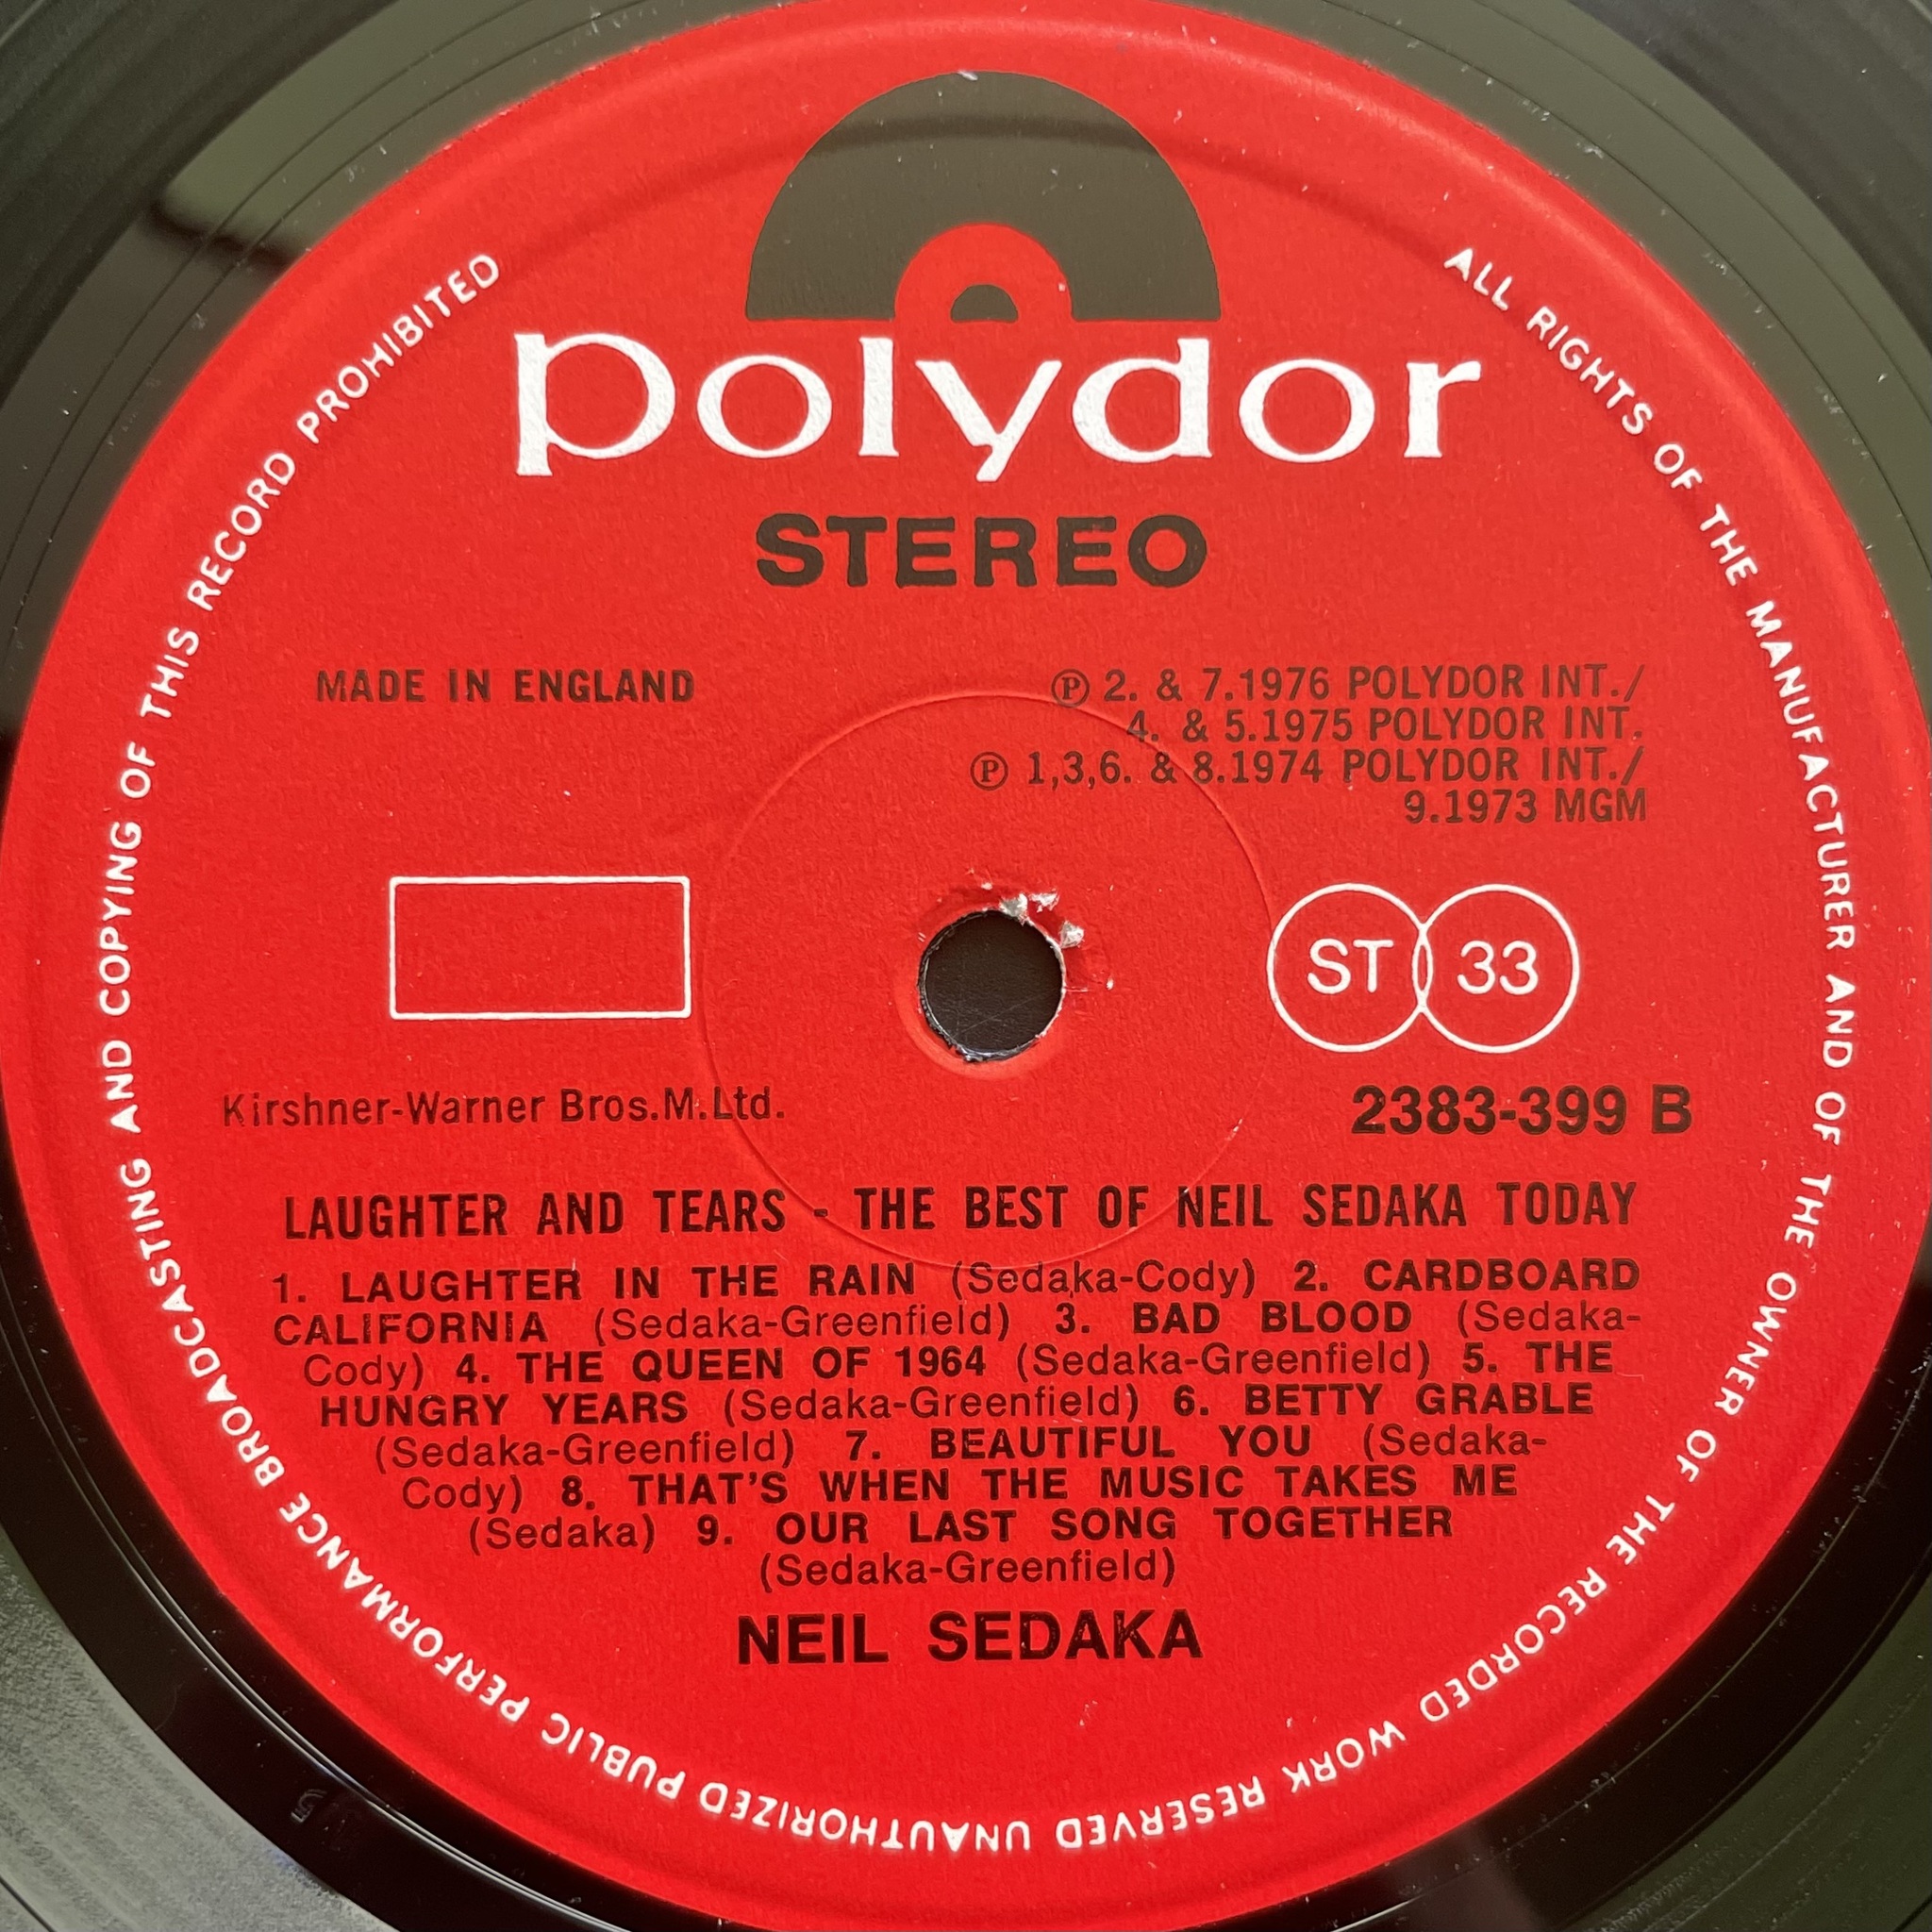 polydor
STEREO
MADE IN ENGLAND
℗ 2. & 7.1976 POLYDOR INT./
4. & 5.1975 POLYDOR INT.
℗ 1,3,6. & 8.1974 POLYDOR INT./
9.1973 MGM
ST 33
Kirshner-Warner Bros.M.Ltd.
2383-399 B
LAUGHTER AND TEARS - THE BEST OF NEIL SEDAKA TODAY
1. LAUGHTER IN THE RAIN (Sedaka-Cody) 2. CARDBOARD
CALIFORNIA (Sedaka-Greenfield) 3. BAD BLOOD (Sedaka-
Cody) 4. THE QUEEN OF 1964 (Sedaka-Greenfield) 5. THE
HUNGRY YEARS (Sedaka-Greenfield) 6. BETTY GRABLE
(Sedaka-Greenfield) 7. BEAUTIFUL YOU (Sedaka-
Cody) 8. THAT'S WHEN THE MUSIC TAKES ME
(Sedaka) 9. OUR LAST SONG TOGETHER
(Sedaka-Greenfield)
NEIL SEDAKA
ALL RIGHTS OF THE MANUFACTURER AND OF THE OWNER OF THE RECORDED WORK RESERVED UNAUTHORIZED PUBLIC PERFORMANCE BROADCASTING AND COPYING OF THIS RECORD PROHIBITED